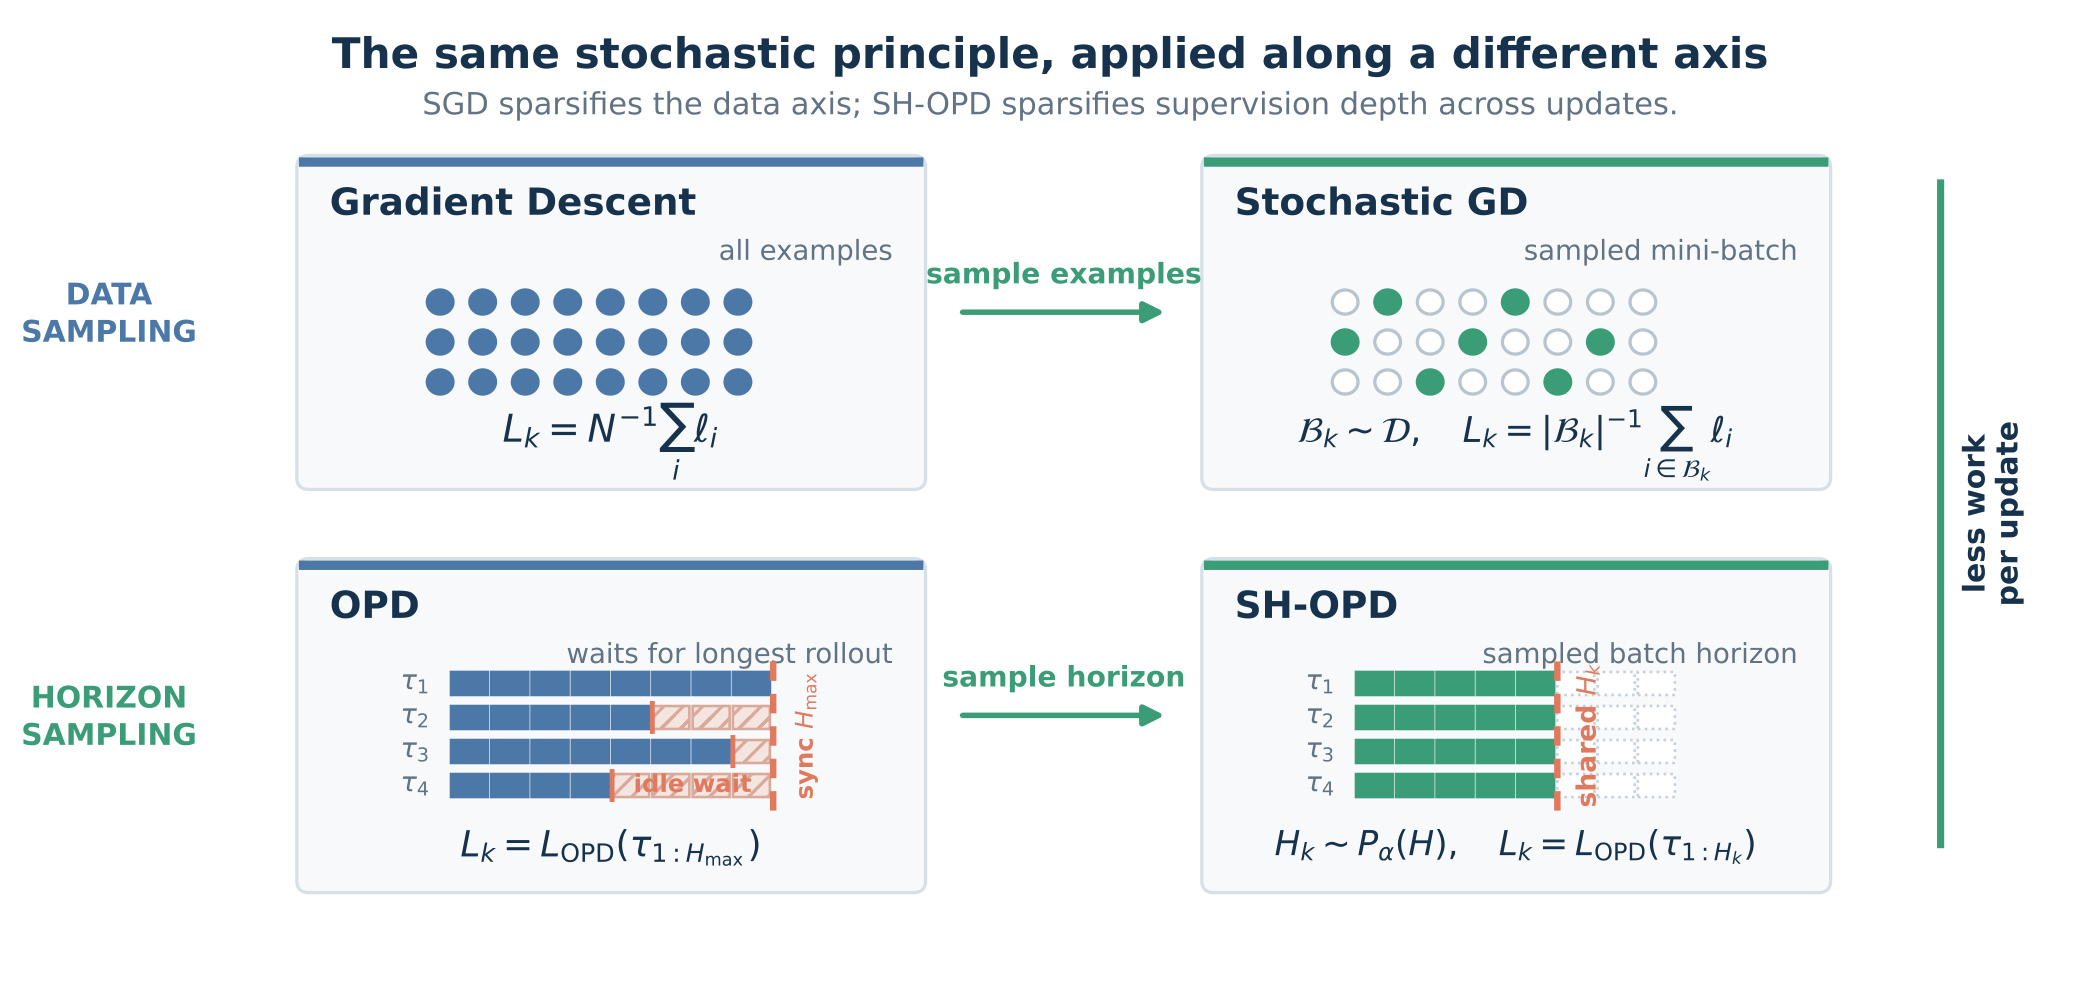 The same stochastic principle, applied along a different axis
SGD sparsifies the data axis; SH-OPD sparsifies supervision depth across updates.
DATA
SAMPLING
Gradient Descent
all examples
L_k = N^{-1} ∑_i ℓ_i
sample examples
Stochastic GD
sampled mini-batch
ℬ_k ~ 𝒟, L_k = |ℬ_k|^{-1} ∑_{i ∈ ℬ_k} ℓ_i
HORIZON
SAMPLING
OPD
waits for longest rollout
τ_1
τ_2
τ_3
τ_4
idle wait
sync H_max
L_k = L_OPD(τ_{1:H_max})
sample horizon
SH-OPD
sampled batch horizon
τ_1
τ_2
τ_3
τ_4
shared H_k
H_k ~ P_α(H), L_k = L_OPD(τ_{1:H_k})
less work
per update